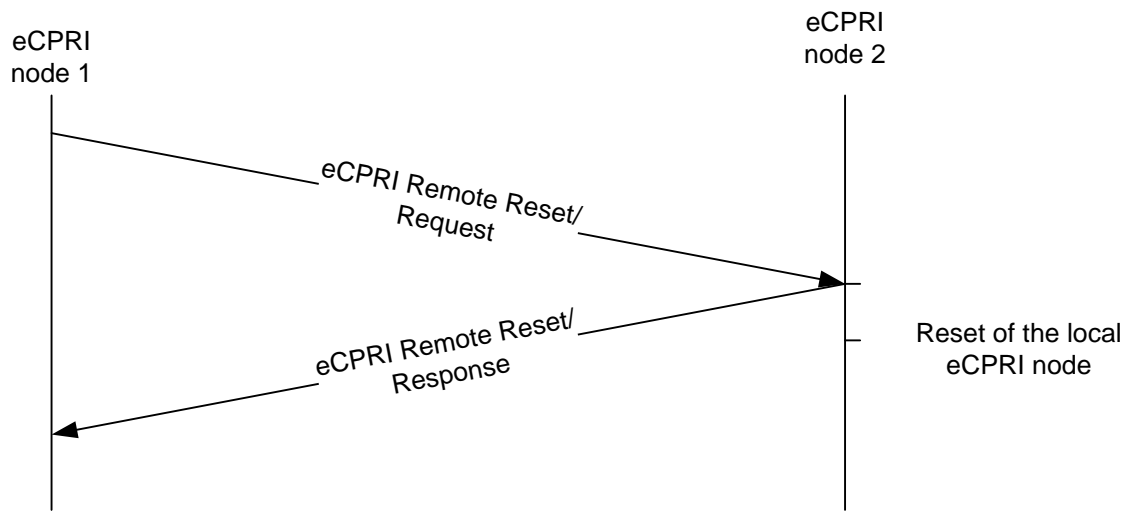 eCPRI
node 1
eCPRI
node 2
eCPRI Remote Reset/
Request
eCPRI Remote Reset/
Response
Reset of the local
eCPRI node